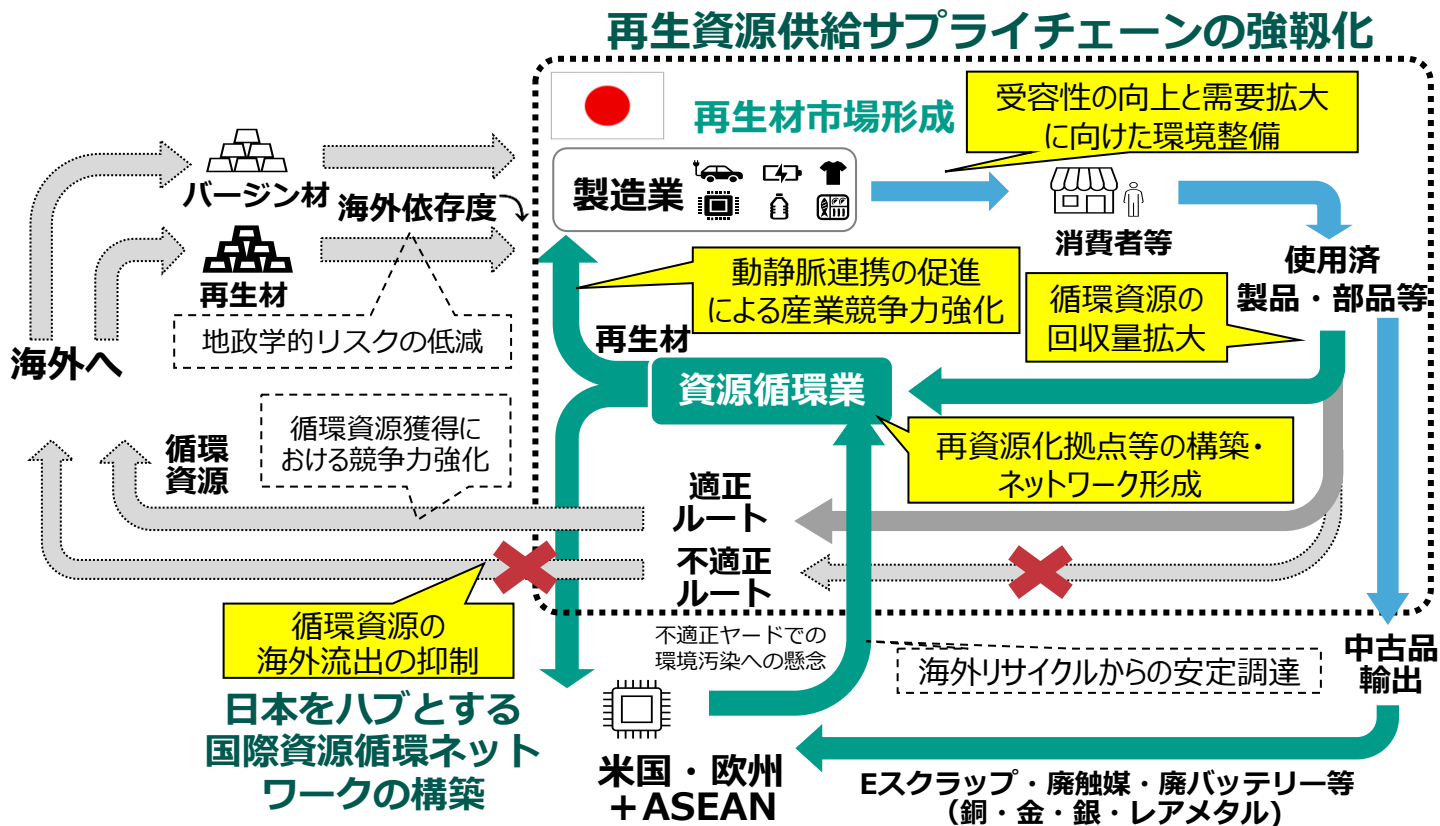 再生資源供給サプライチェーンの強靱化
再生材市場形成
受容性の向上と需要拡大
に向けた環境整備
バージン材
海外依存度
製造業
消費者等
再生材
動静脈連携の促進
による産業競争力強化
使用済
製品・部品等
循環資源の
回収量拡大
地政学的リスクの低減
海外へ
再生材
資源循環業
循環資源獲得に
おける競争力強化
循環
資源
再資源化拠点等の構築・
ネットワーク形成
適正
ルート
不適正
ルート
循環資源の
海外流出の抑制
不適正ヤードでの
環境汚染への懸念
海外リサイクルからの安定調達
中古品
輸出
日本をハブとする
国際資源循環ネット
ワークの構築
米国・欧州
+ASEAN
Eスクラップ・廃触媒・廃バッテリー等
(銅・金・銀・レアメタル)